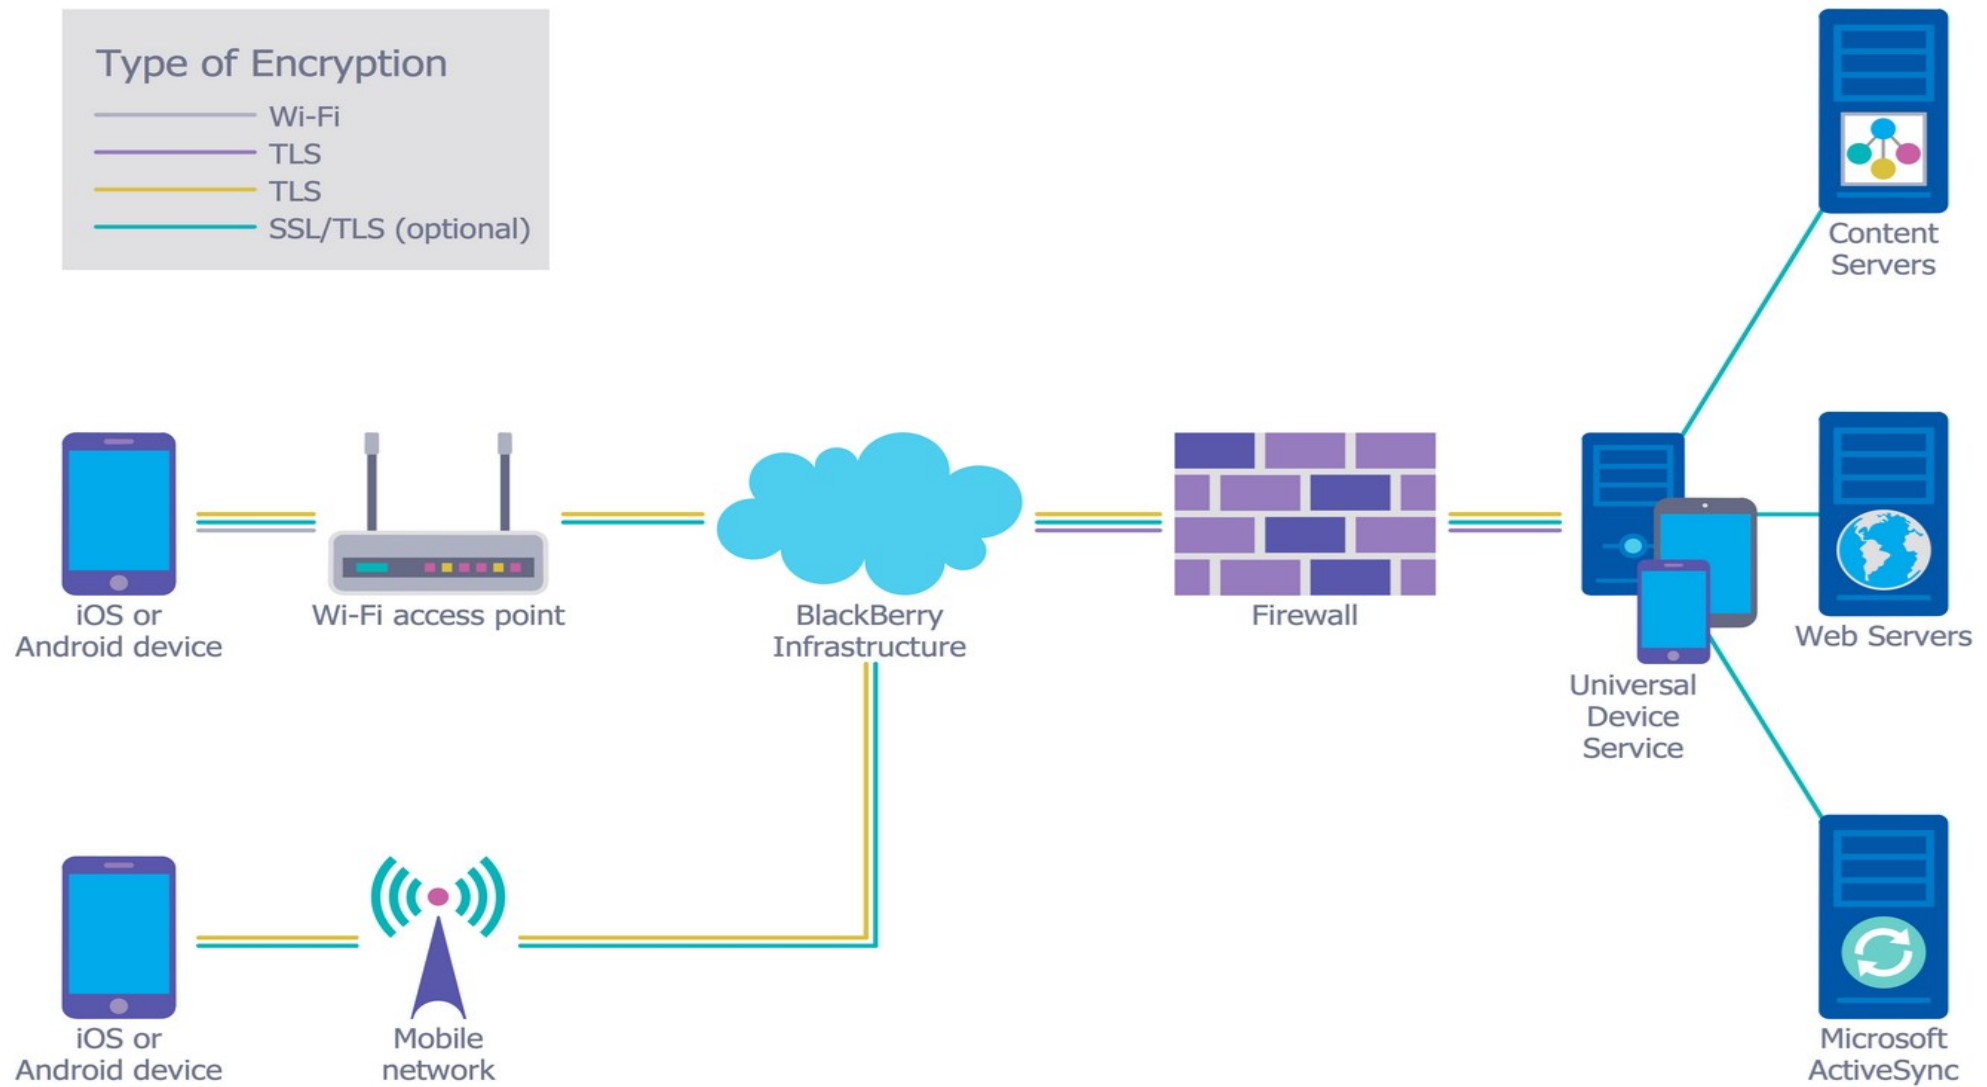 Type of Encryption
Wi-Fi
TLS
TLS
SSL/TLS (optional)
Content
Servers
iOS or
Android device
Wi-Fi access point
BlackBerry
Infrastructure
Firewall
Universal
Device
Service
Web Servers
iOS or
Android device
Mobile
network
Microsoft
ActiveSync